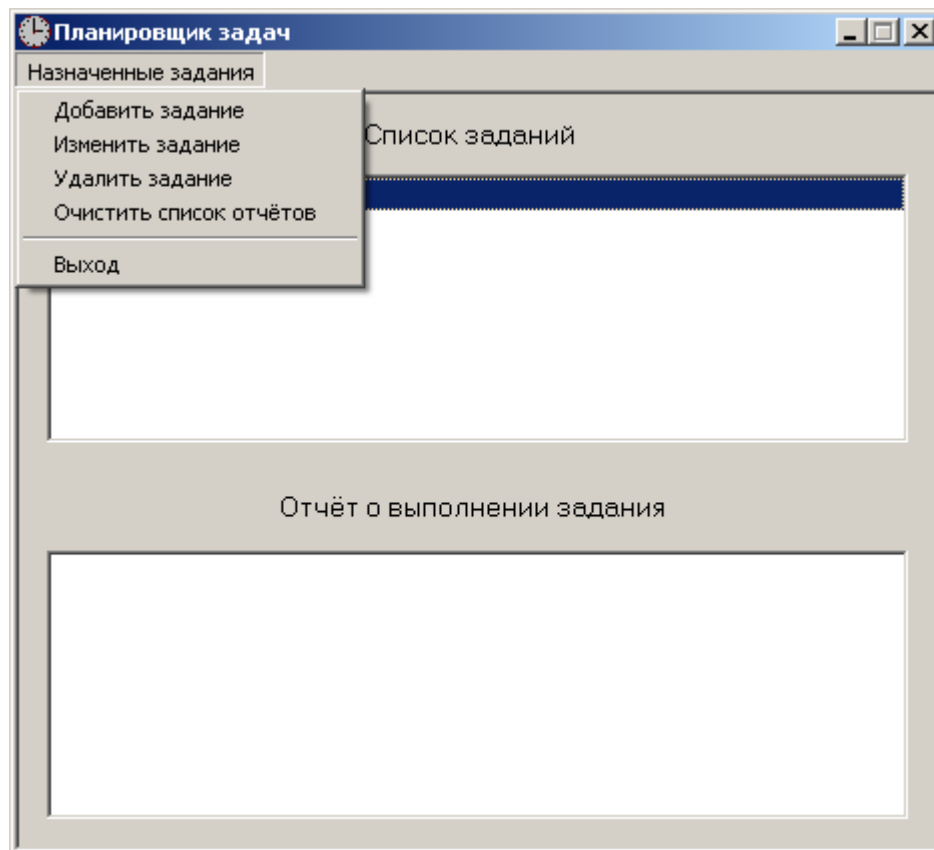 Планировщик задач
Назначенные задания
Добавить задание
Изменить задание
Удалить задание
Очистить список отчётов
Выход
Список заданий
Отчёт о выполнении задания